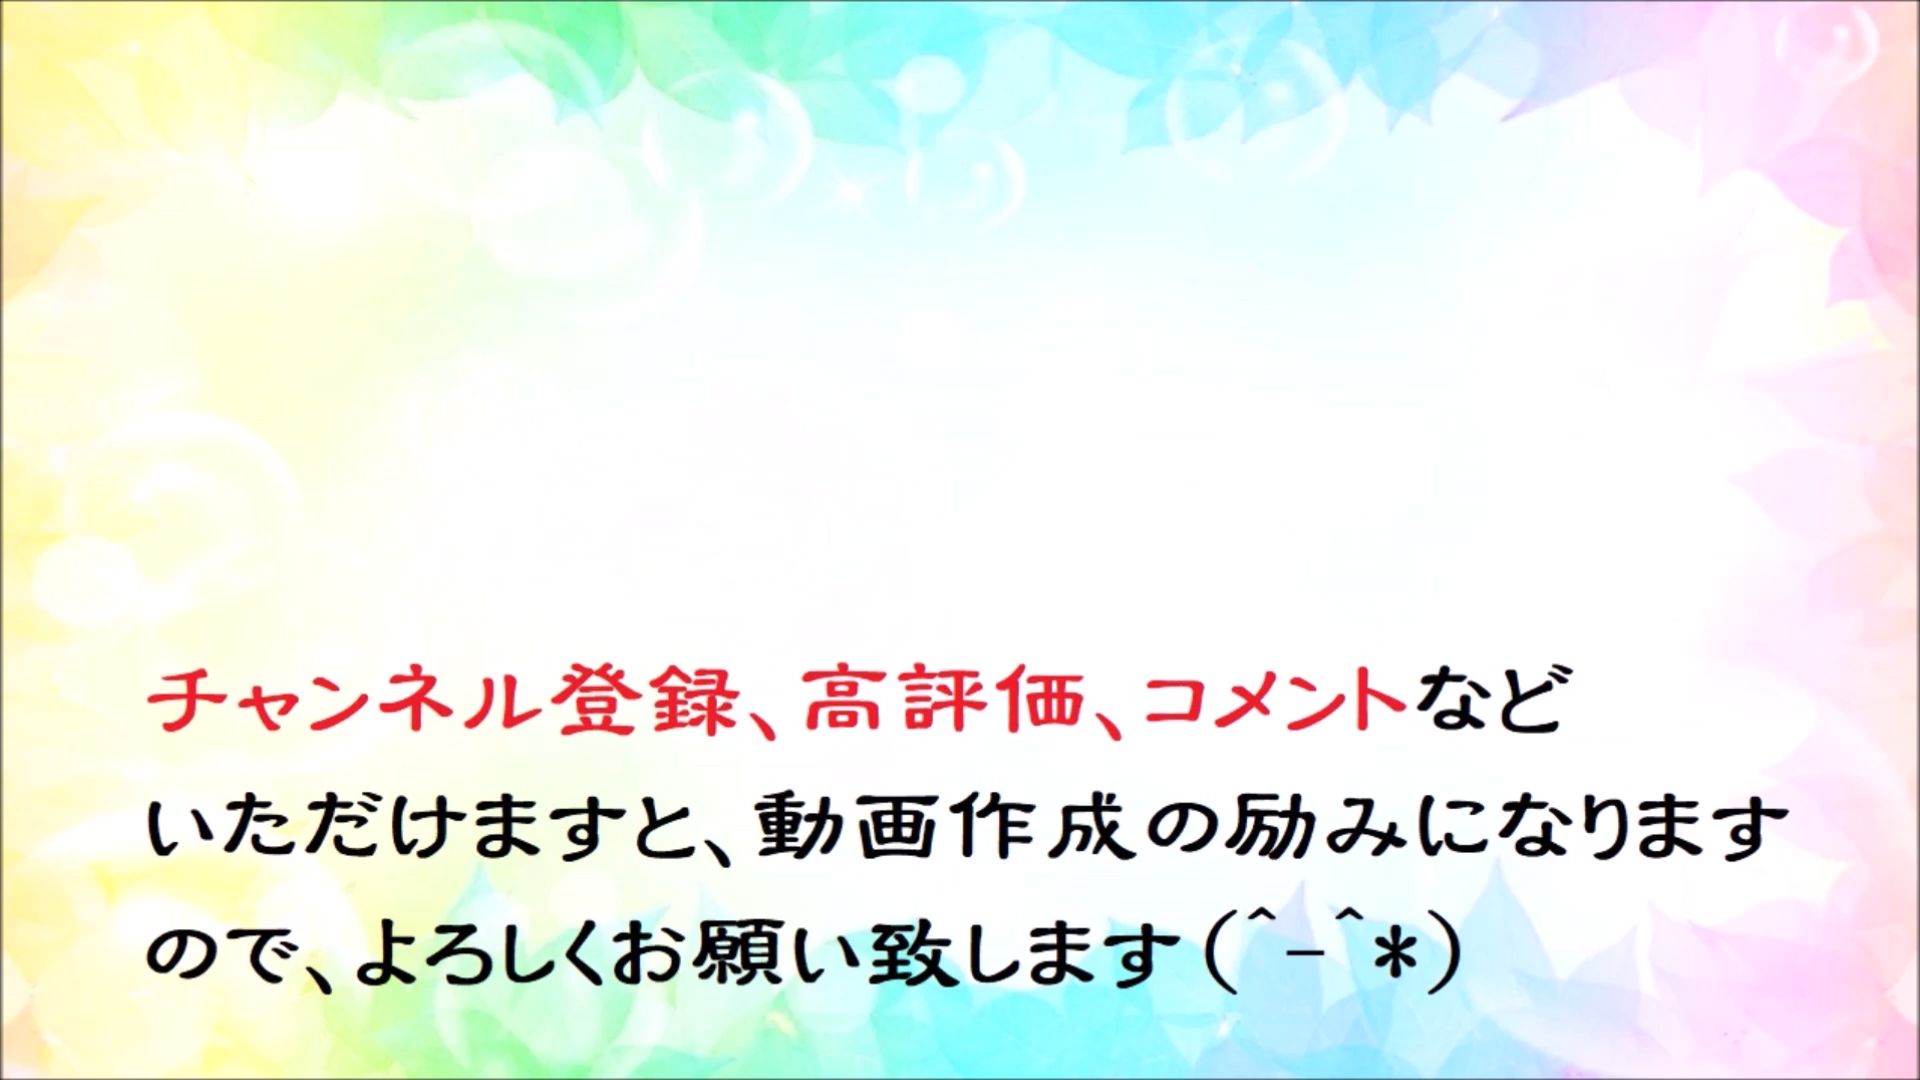 チャンネル登録、高評価、コメントなど
いただけますと、動画作成の励みになります
ので、よろしくお願い致します(^-^*)